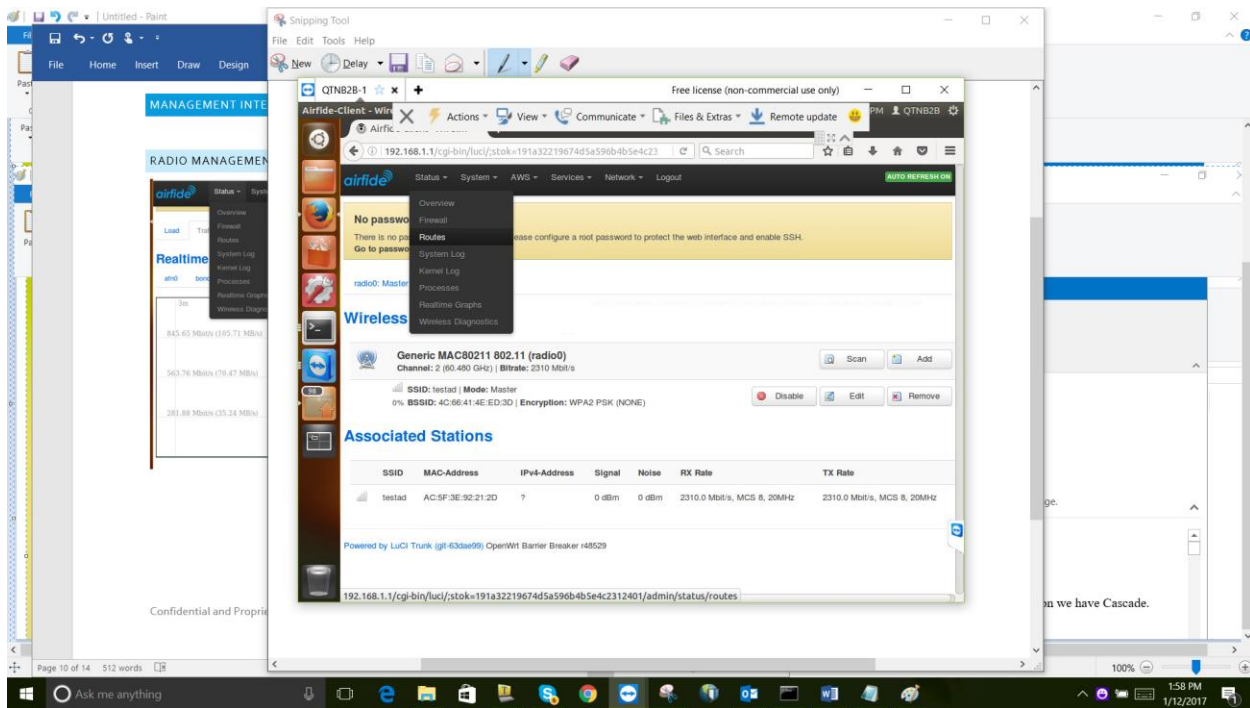 Untitled - Paint
Snipping Tool
File Edit Tools Help
File Home Insert Draw Design
New Delay
MANAGEMENT INTE
RADIO MANAGEMEN
airfide Status Syst
Overview
Firewall
Routes
System Log
Kernel Log
Processes
Realtime Graphs
Wireless Diagno
Load
Realtime
3m
845.65 Mbit/s (105.71 MB/s)
563.76 Mbit/s (70.47 MB/s)
281.88 Mbit/s (35.24 MB/s)
Confidential and Proprie
Page 10 of 14 512 words
QTNB2B-1
Free license (non-commercial use only)
Airfide-Client - Wire
Actions View Communicate Files & Extras Remote update
PM QTNB2B
192.168.1.1/cgi-bin/luci/;stok=191a32219674d5a596b4b5e4c23
Search
airfide Status System AWS Services Network Logout AUTO REFRESH ON
Overview
Firewall
Routes
System Log
Kernel Log
Processes
Realtime Graphs
Wireless Diagnostics
No passwo
There is no pa ease configure a root password to protect the web interface and enable SSH.
Go to passwo
radio0: Master
Wireless
Generic MAC80211 802.11 (radio0)
Channel: 2 (60.480 GHz) | Bitrate: 2310 Mbit/s
Scan Add
SSID: testad | Mode: Master
0% BSSID: 4C:66:41:4E:ED:3D | Encryption: WPA2 PSK (NONE)
Disable Edit Remove
Associated Stations
SSID MAC-Address IPv4-Address Signal Noise RX Rate TX Rate
testad AC:5F:3E:92:21:2D ? 0 dBm 0 dBm 2310.0 Mbit/s, MCS 8, 20MHz 2310.0 Mbit/s, MCS 8, 20MHz
Powered by LuCI Trunk (git-63dae99) OpenWrt Barrier Breaker r48529
192.168.1.1/cgi-bin/luci/;stok=191a32219674d5a596b4b5e4c2312401/admin/status/routes
ge.
on we have Cascade.
100%
Ask me anything
1:58 PM
1/12/2017